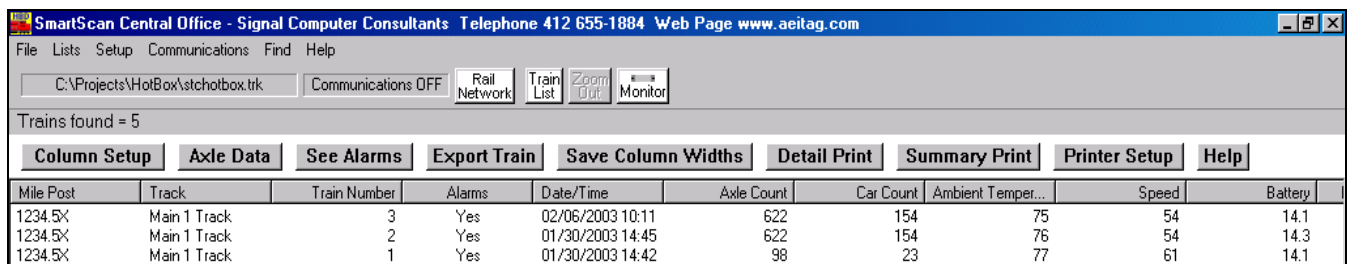 SmartScan Central Office - Signal Computer Consultants Telephone 412 655-1884 Web Page www.aeitag.com
File Lists Setup Communications Find Help
C:\Projects\HotBox\stchotbox.trk Communications OFF Rail Network Train List Zoom Out Monitor
Trains found = 5
Column Setup Axle Data See Alarms Export Train Save Column Widths Detail Print Summary Print Printer Setup Help
Mile Post Track Train Number Alarms Date/Time Axle Count Car Count Ambient Temper... Speed Battery
1234.5X Main 1 Track 3 Yes 02/06/2003 10:11 622 154 75 54 14.1
1234.5X Main 1 Track 2 Yes 01/30/2003 14:45 622 154 76 54 14.3
1234.5X Main 1 Track 1 Yes 01/30/2003 14:42 98 23 77 61 14.1